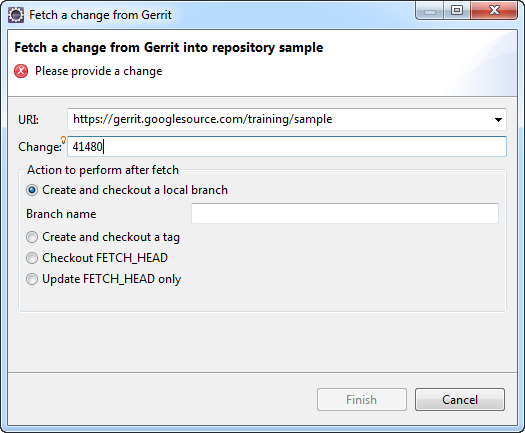 Fetch a change from Gerrit
Fetch a change from Gerrit into repository sample
Please provide a change
URI: https://gerrit.googlesource.com/training/sample
Change: 41480
Action to perform after fetch
Create and checkout a local branch
Branch name
Create and checkout a tag
Checkout FETCH_HEAD
Update FETCH_HEAD only
Finish Cancel